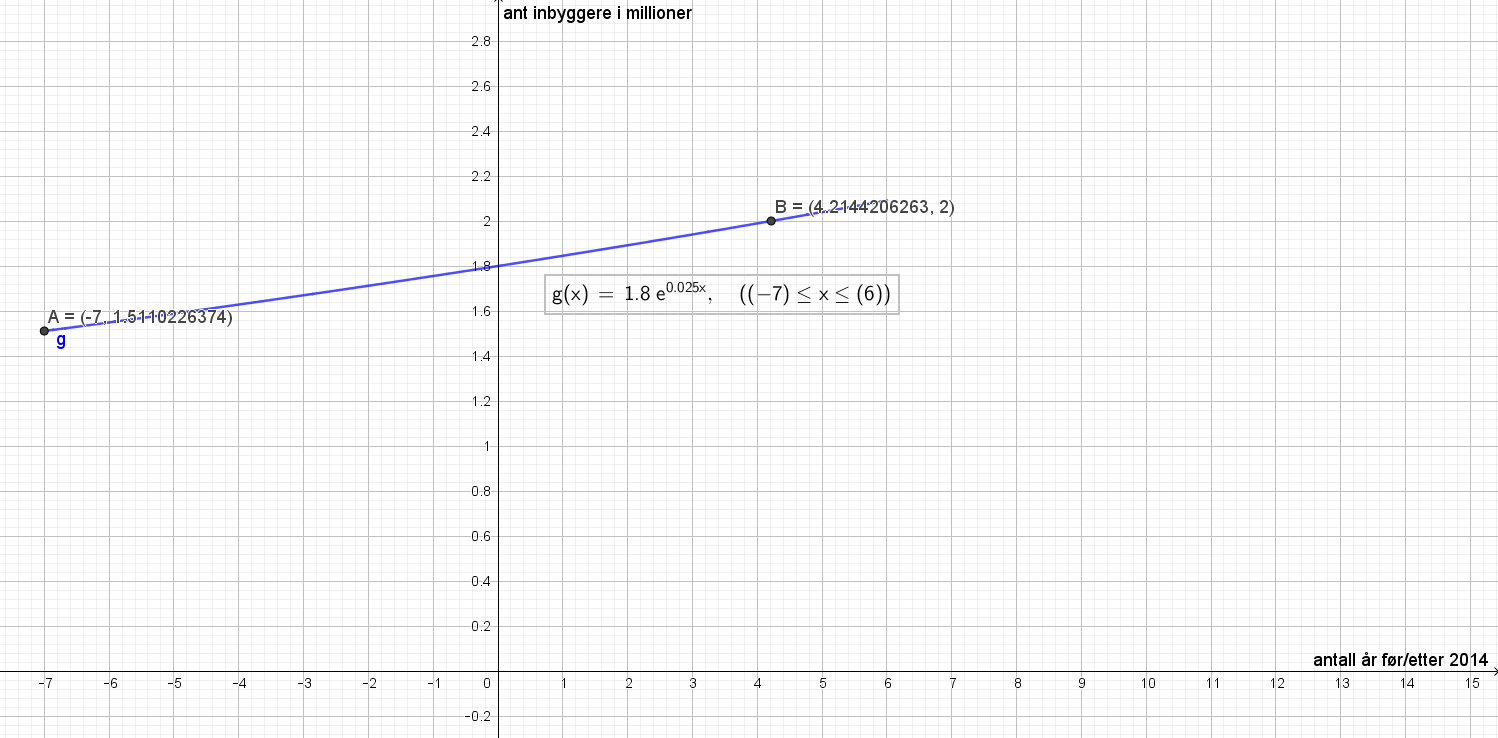 ant inbyggere i millioner
2.8
2.6
2.4
2.2
B = (4.2144206263, 2)
2
1.8
g(x) = 1.8 e^0.025x, ((−7) ≤ x ≤ (6))
A = (-7, 1.5110226374)
1.6
g
1.4
1.2
1
0.8
0.6
0.4
0.2
antall år før/etter 2014
−7 −6 −5 −4 −3 −2 −1 0 1 2 3 4 5 6 7 8 9 10 11 12 13 14 15
−0.2